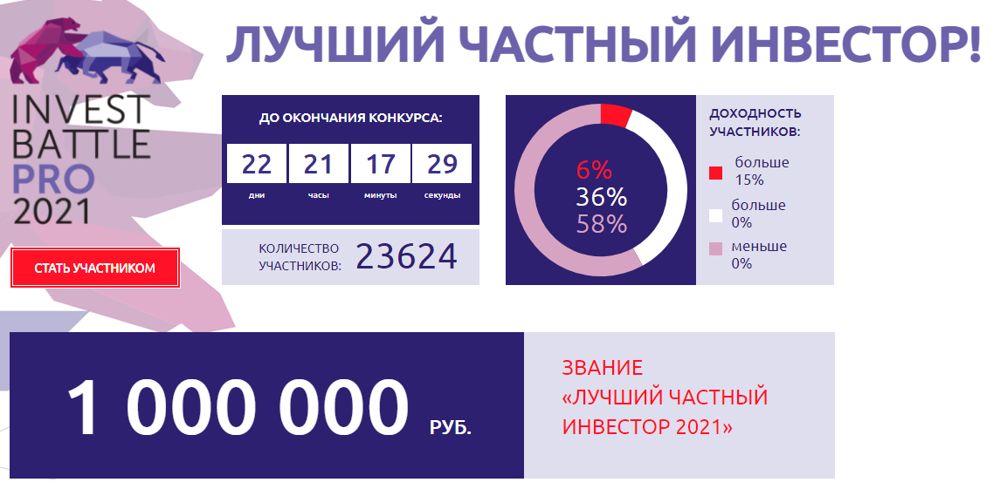 ЛУЧШИЙ ЧАСТНЫЙ ИНВЕСТОР!
INVEST
BATTLE
PRO
2021
СТАТЬ УЧАСТНИКОМ
ДО ОКОНЧАНИЯ КОНКУРСА:
22 21 17 29
дни часы минуты секунды
КОЛИЧЕСТВО
УЧАСТНИКОВ:
23624
6%
36%
58%
ДОХОДНОСТЬ
УЧАСТНИКОВ:
больше
15%
больше
0%
меньше
0%
1 000 000 РУБ.
ЗВАНИЕ
«ЛУЧШИЙ ЧАСТНЫЙ
ИНВЕСТОР 2021»